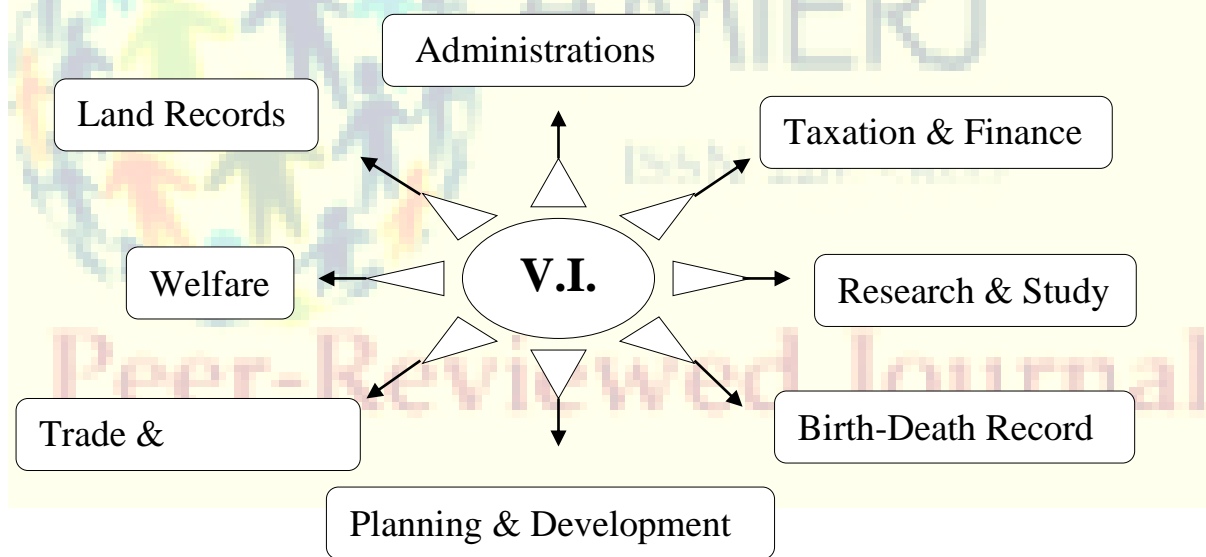 Administrations
Land Records
Taxation & Finance
Welfare
V.I.
Research & Study
Trade &
Birth-Death Record
Planning & Development
Peer-Reviewed Journal